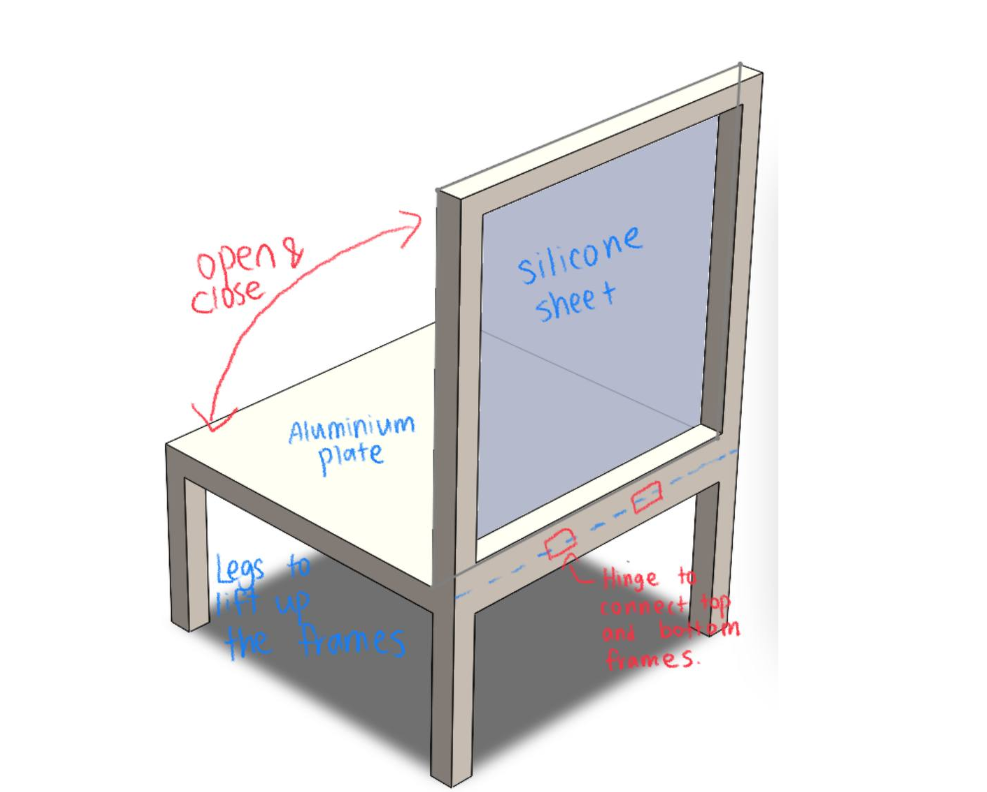 open &
close
silicone
sheet
Aluminium
plate
Legs to
lift up
the frames
Hinge to
connect top
and bottom
frames.